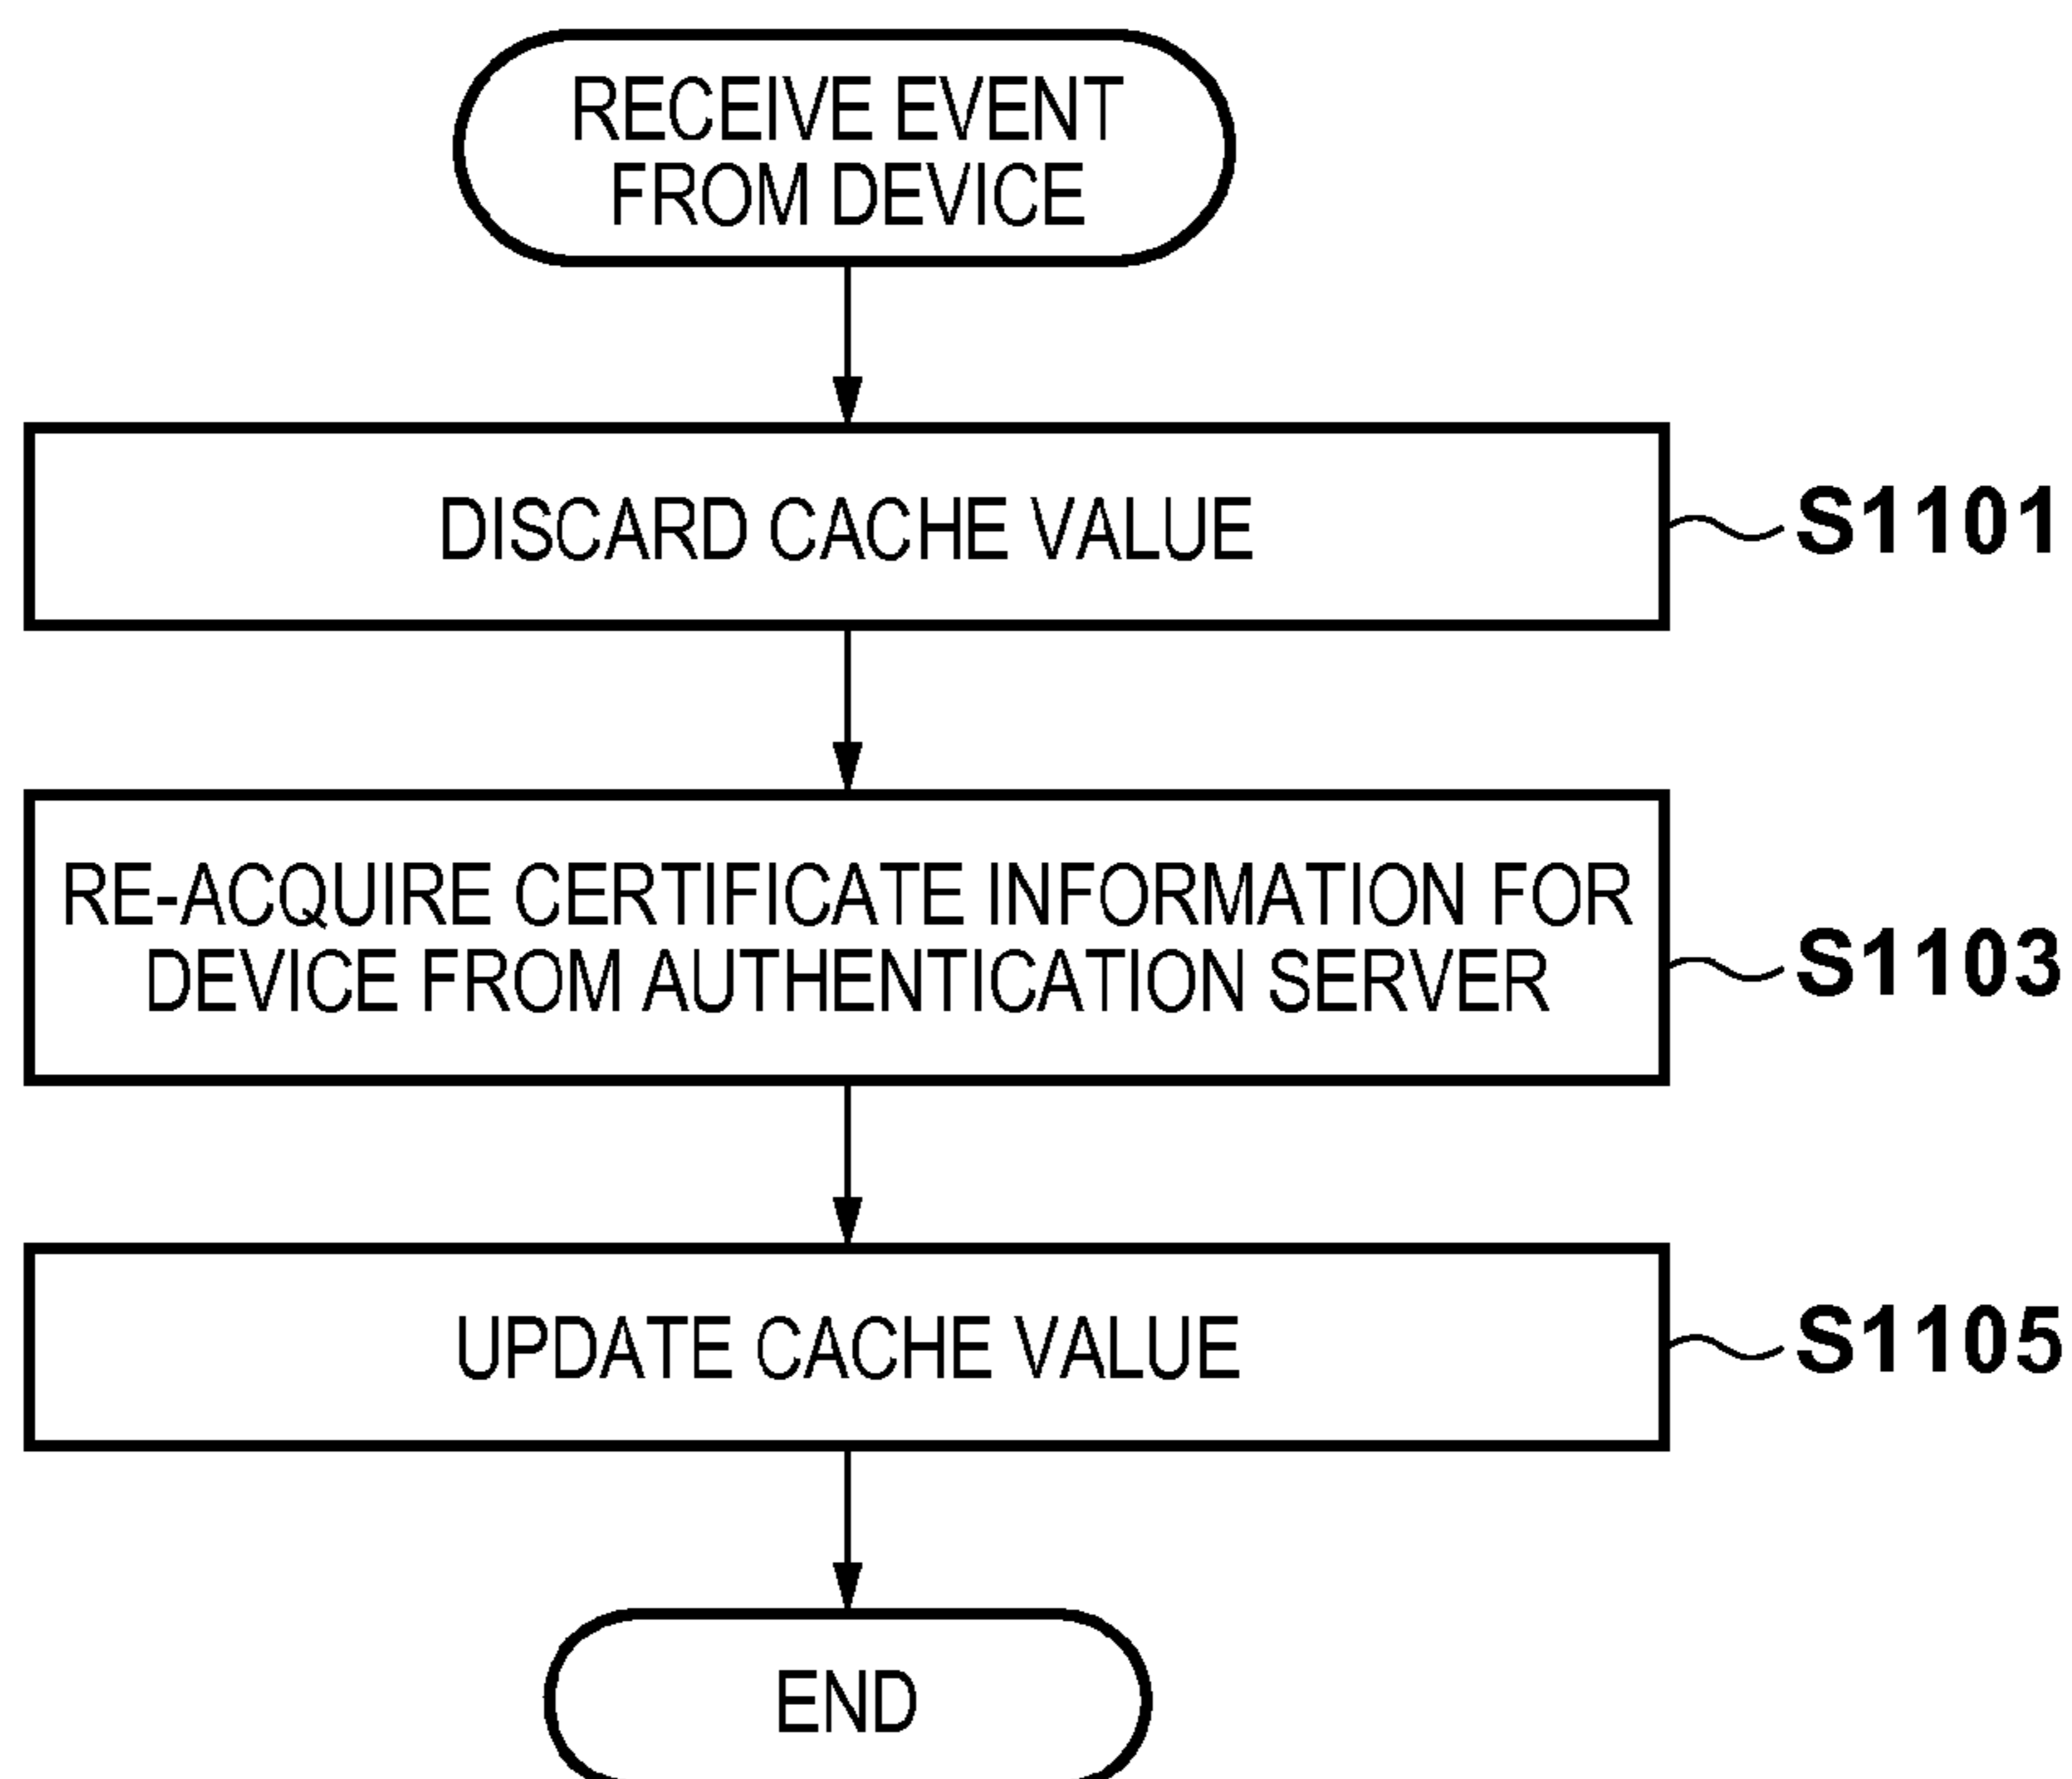 RECEIVE EVENT
FROM DEVICE
DISCARD CACHE VALUE
S1101
RE-ACQUIRE CERTIFICATE INFORMATION FOR
DEVICE FROM AUTHENTICATION SERVER
S1103
UPDATE CACHE VALUE
S1105
END